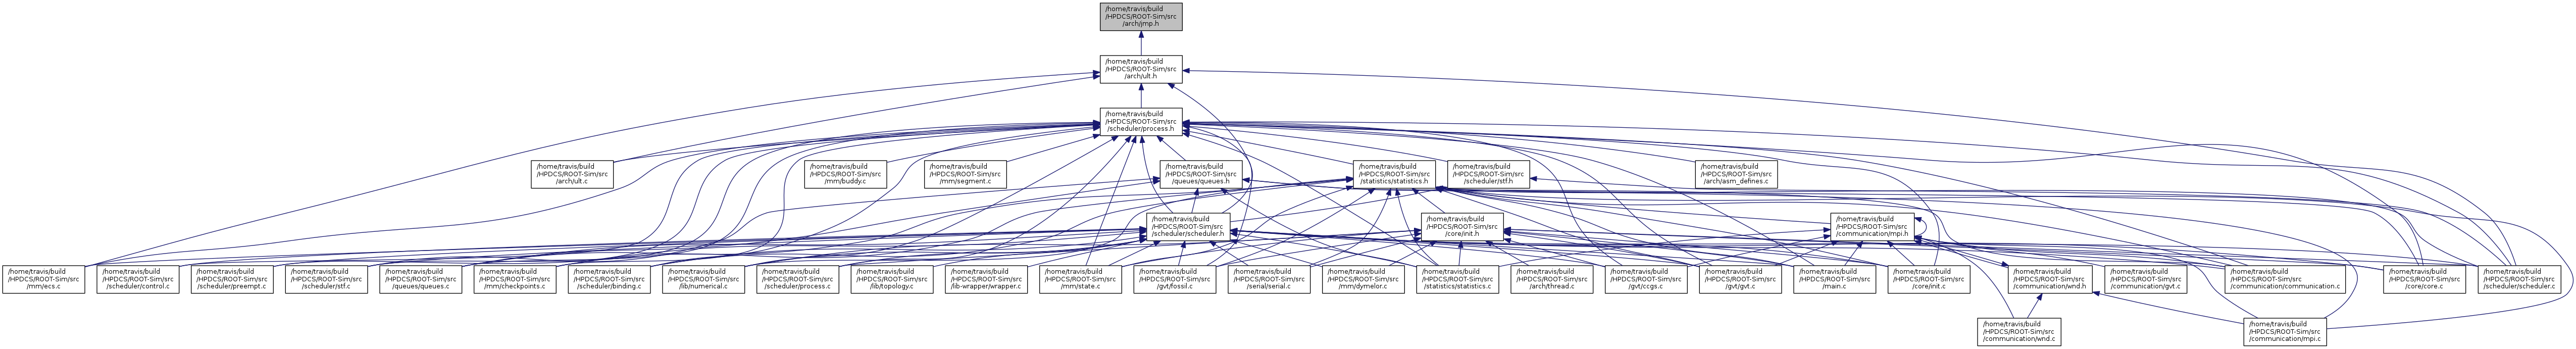 /home/travis/build
/HPDCS/ROOT-Sim/src
/arch/jmp.h
/home/travis/build
/HPDCS/ROOT-Sim/src
/arch/ult.h
/home/travis/build
/HPDCS/ROOT-Sim/src
/scheduler/process.h
/home/travis/build
/HPDCS/ROOT-Sim/src
/arch/ult.c
/home/travis/build
/HPDCS/ROOT-Sim/src
/mm/buddy.c
/home/travis/build
/HPDCS/ROOT-Sim/src
/mm/segment.c
/home/travis/build
/HPDCS/ROOT-Sim/src
/queues/queues.h
/home/travis/build
/HPDCS/ROOT-Sim/src
/statistics/statistics.h
/home/travis/build
/HPDCS/ROOT-Sim/src
/scheduler/stf.h
/home/travis/build
/HPDCS/ROOT-Sim/src
/arch/asm_defines.c
/home/travis/build
/HPDCS/ROOT-Sim/src
/scheduler/scheduler.h
/home/travis/build
/HPDCS/ROOT-Sim/src
/core/init.h
/home/travis/build
/HPDCS/ROOT-Sim/src
/communication/mpi.h
/home/travis/build
/HPDCS/ROOT-Sim/src
/mm/ecs.c
/home/travis/build
/HPDCS/ROOT-Sim/src
/scheduler/control.c
/home/travis/build
/HPDCS/ROOT-Sim/src
/scheduler/preempt.c
/home/travis/build
/HPDCS/ROOT-Sim/src
/scheduler/stf.c
/home/travis/build
/HPDCS/ROOT-Sim/src
/queues/queues.c
/home/travis/build
/HPDCS/ROOT-Sim/src
/mm/checkpoints.c
/home/travis/build
/HPDCS/ROOT-Sim/src
/scheduler/binding.c
/home/travis/build
/HPDCS/ROOT-Sim/src
/lib/numerical.c
/home/travis/build
/HPDCS/ROOT-Sim/src
/scheduler/process.c
/home/travis/build
/HPDCS/ROOT-Sim/src
/lib/topology.c
/home/travis/build
/HPDCS/ROOT-Sim/src
/lib-wrapper/wrapper.c
/home/travis/build
/HPDCS/ROOT-Sim/src
/mm/state.c
/home/travis/build
/HPDCS/ROOT-Sim/src
/gvt/fossil.c
/home/travis/build
/HPDCS/ROOT-Sim/src
/serial/serial.c
/home/travis/build
/HPDCS/ROOT-Sim/src
/mm/dymelor.c
/home/travis/build
/HPDCS/ROOT-Sim/src
/statistics/statistics.c
/home/travis/build
/HPDCS/ROOT-Sim/src
/arch/thread.c
/home/travis/build
/HPDCS/ROOT-Sim/src
/gvt/ccgs.c
/home/travis/build
/HPDCS/ROOT-Sim/src
/gvt/gvt.c
/home/travis/build
/HPDCS/ROOT-Sim/src
/main.c
/home/travis/build
/HPDCS/ROOT-Sim/src
/core/init.c
/home/travis/build
/HPDCS/ROOT-Sim/src
/communication/wnd.h
/home/travis/build
/HPDCS/ROOT-Sim/src
/communication/gvt.c
/home/travis/build
/HPDCS/ROOT-Sim/src
/communication/communication.c
/home/travis/build
/HPDCS/ROOT-Sim/src
/core/core.c
/home/travis/build
/HPDCS/ROOT-Sim/src
/scheduler/scheduler.c
/home/travis/build
/HPDCS/ROOT-Sim/src
/communication/wnd.c
/home/travis/build
/HPDCS/ROOT-Sim/src
/communication/mpi.c